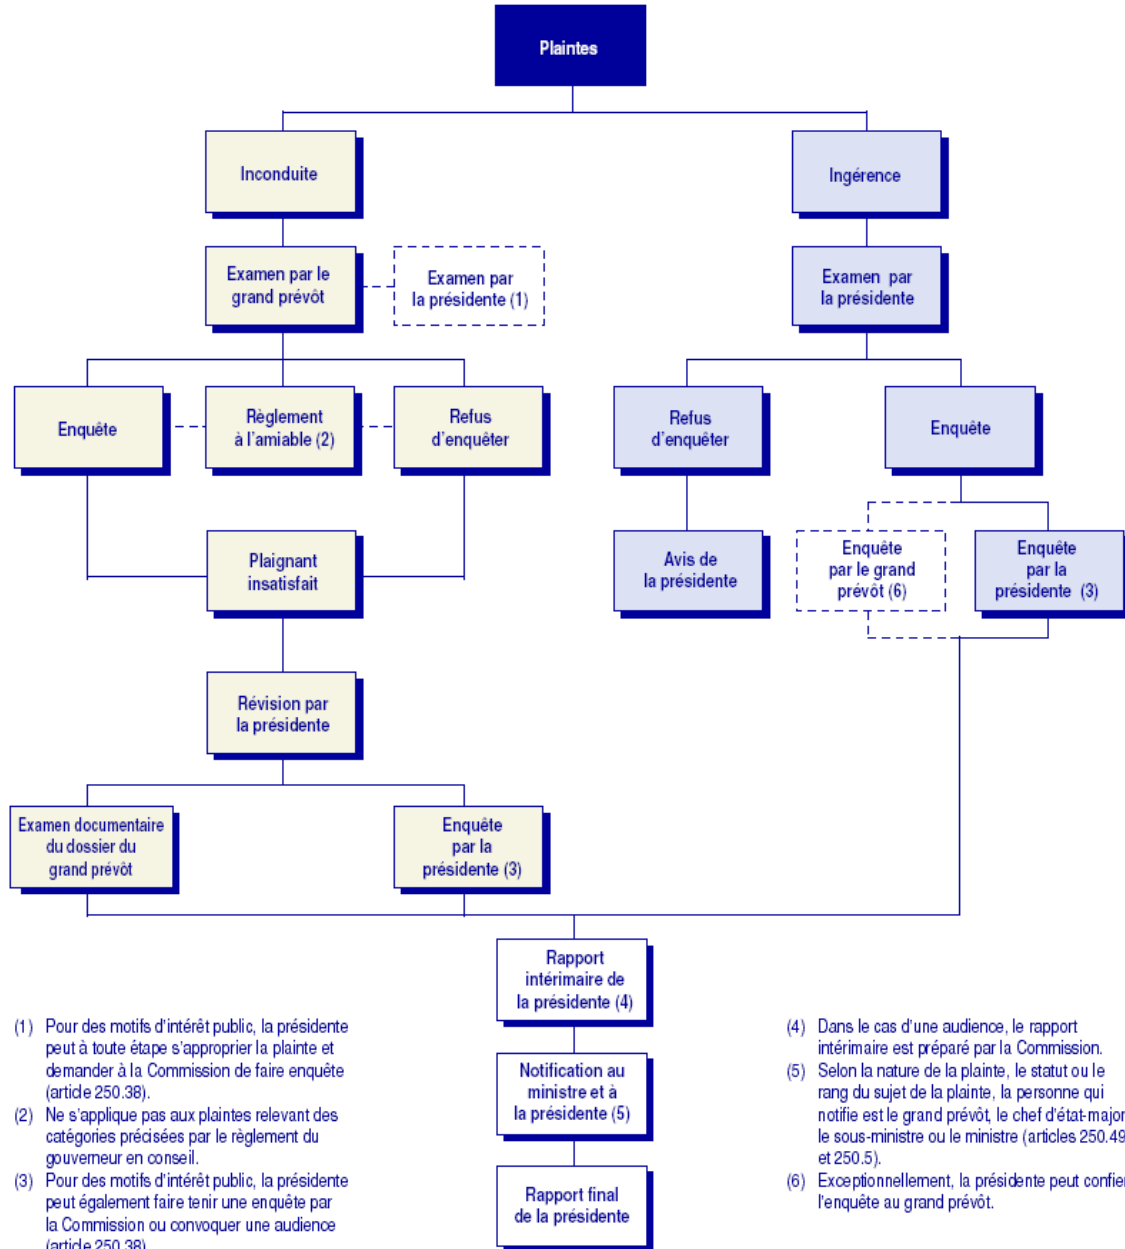 Plaintes
Inconduite
Ingérence
Examen par le
grand prévôt
Examen par
la présidente (1)
Examen par
la présidente
Enquête
Règlement
à l'amiable (2)
Refus
d'enquêter
Refus
d'enquêter
Enquête
Plaignant
insatisfait
Avis de
la présidente
Enquête
par le grand
prévôt (6)
Enquête
par la
présidente (3)
Révision par
la présidente
Examen documentaire
du dossier du
grand prévôt
Enquête
par la
présidente (3)
Rapport
intérimaire de
la présidente (4)
Notification au
ministre et à
la présidente (5)
Rapport final
de la présidente
(1) Pour des motifs d'intérêt public, la présidente
peut à toute étape s'approprier la plainte et
demander à la Commission de faire enquête
(article 250.38).
(2) Ne s'applique pas aux plaintes relevant des
catégories précisées par le règlement du
gouverneur en conseil.
(3) Pour des motifs d'intérêt public, la présidente
peut également faire tenir une enquête par
la Commission ou convoquer une audience
(article 250.38)
(4) Dans le cas d'une audience, le rapport
intérimaire est préparé par la Commission.
(5) Selon la nature de la plainte, le statut ou le
rang du sujet de la plainte, la personne qui
notifie est le grand prévôt, le chef d'état-major
le sous-ministre ou le ministre (articles 250.49
et 250.5).
(6) Exceptionnellement, la présidente peut confier
l'enquête au grand prévôt.